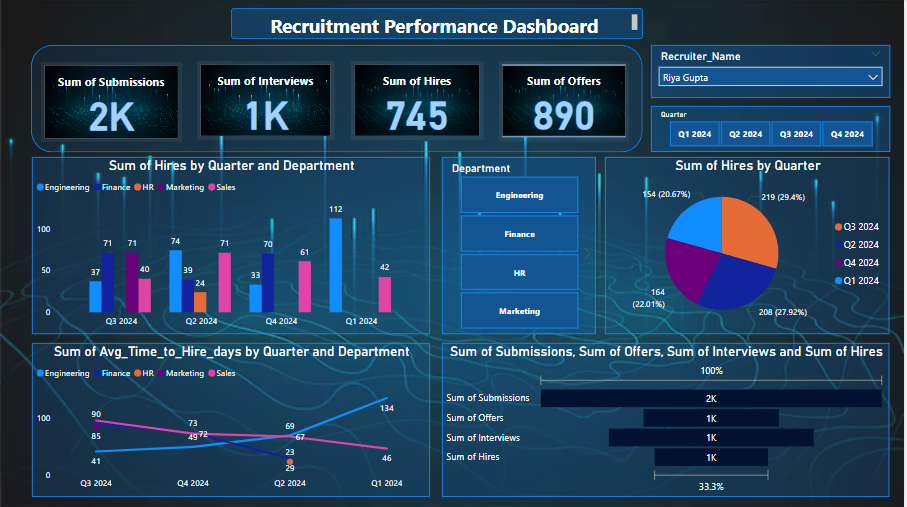 Recruitment Performance Dashboard
Sum of Submissions
2K
Sum of Interviews
1K
Sum of Hires
745
Sum of Offers
890
Recruiter_Name
Riya Gupta
Quarter
Q1 2024 Q2 2024 Q3 2024 Q4 2024
Sum of Hires by Quarter and Department
Engineering Finance HR Marketing Sales
100
50
0
37 71 71 40
74 39 24 71
33 70 61
112 42
Q3 2024 Q2 2024 Q4 2024 Q1 2024
Department
Engineering
Finance
HR
Marketing
Sum of Hires by Quarter
154 (20.67%)
219 (29.4%)
164
(22.01%)
208 (27.92%)
Q3 2024
Q2 2024
Q4 2024
Q1 2024
Sum of Avg_Time_to_Hire_days by Quarter and Department
Engineering Finance HR Marketing Sales
100
0
90
85
41
73
49 72
69
67
23
29
134
46
Q3 2024 Q4 2024 Q2 2024 Q1 2024
Sum of Submissions, Sum of Offers, Sum of Interviews and Sum of Hires
100%
Sum of Submissions 2K
Sum of Offers 1K
Sum of Interviews 1K
Sum of Hires 1K
33.3%